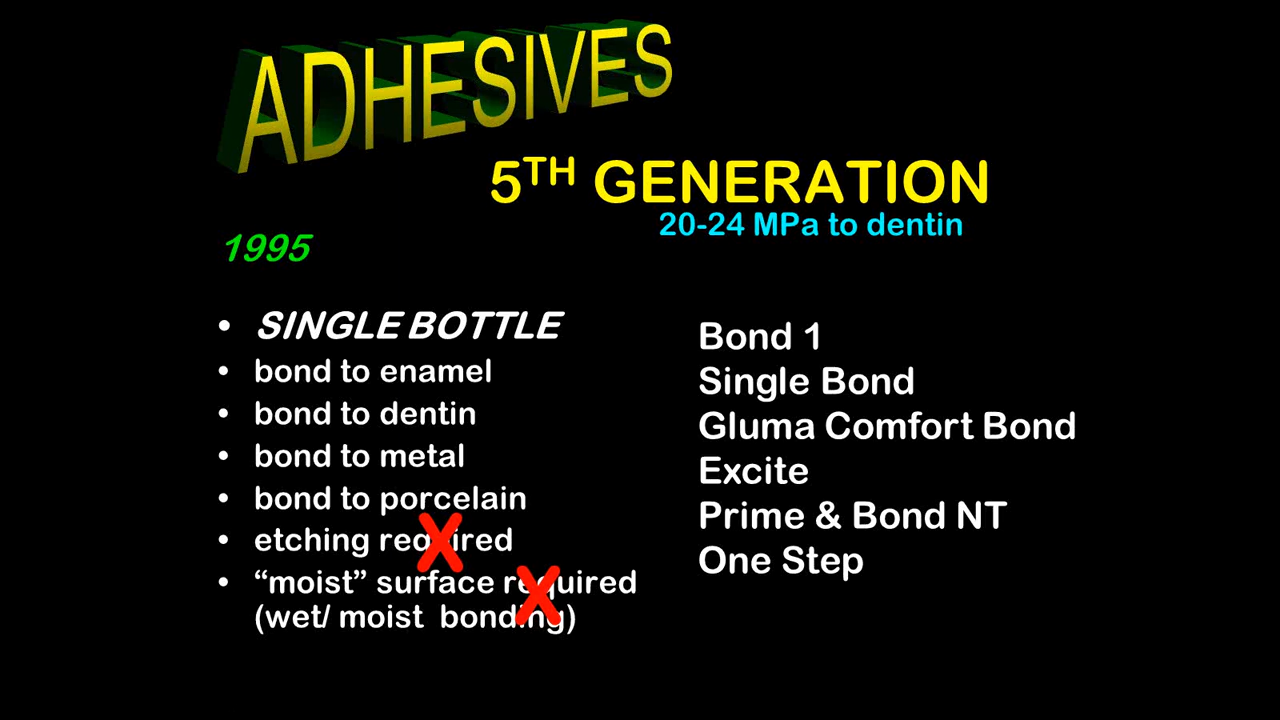 ADHESIVES
5TH GENERATION
20-24 MPa to dentin
1995
• SINGLE BOTTLE
• bond to enamel
• bond to dentin
• bond to metal
• bond to porcelain
• etching required
• “moist” surface required
(wet/ moist bonding)
X
X
Bond 1
Single Bond
Gluma Comfort Bond
Excite
Prime & Bond NT
One Step